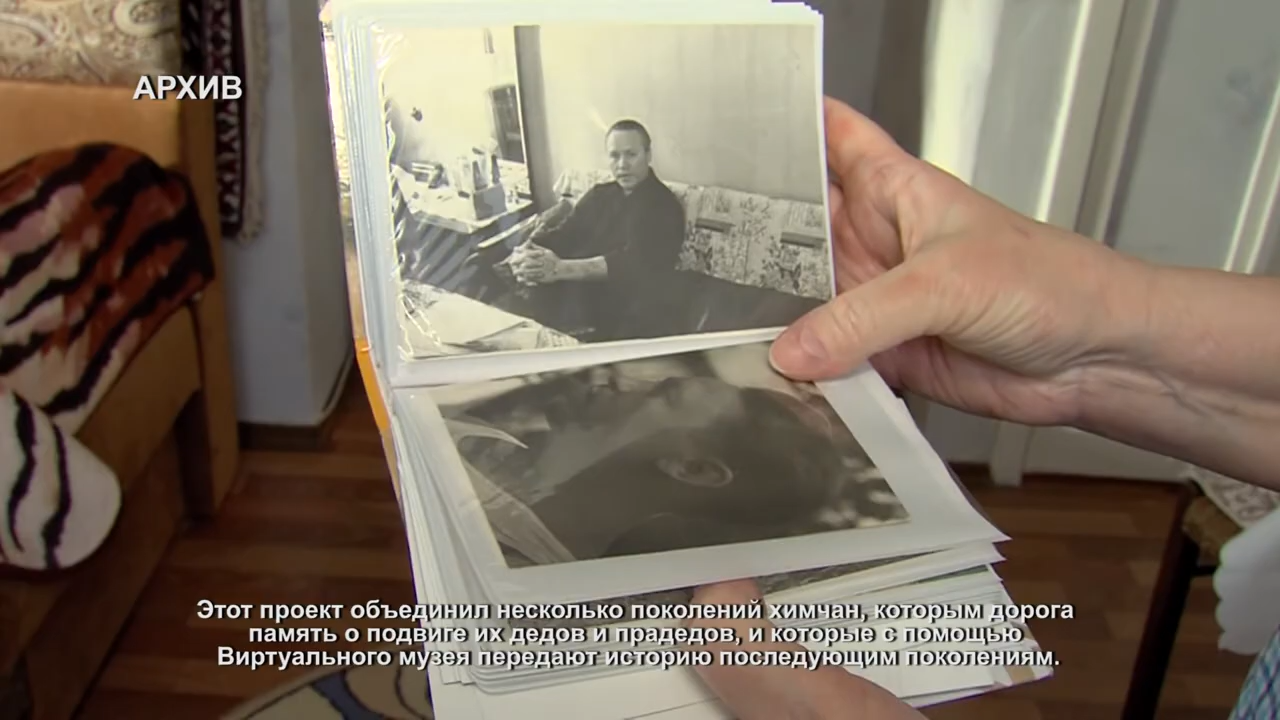 АРХИВ
Этот проект объединил несколько поколений химчан, которым дорога
память о подвиге их дедов и прадедов, и которые с помощью
Виртуального музея передают историю последующим поколениям.